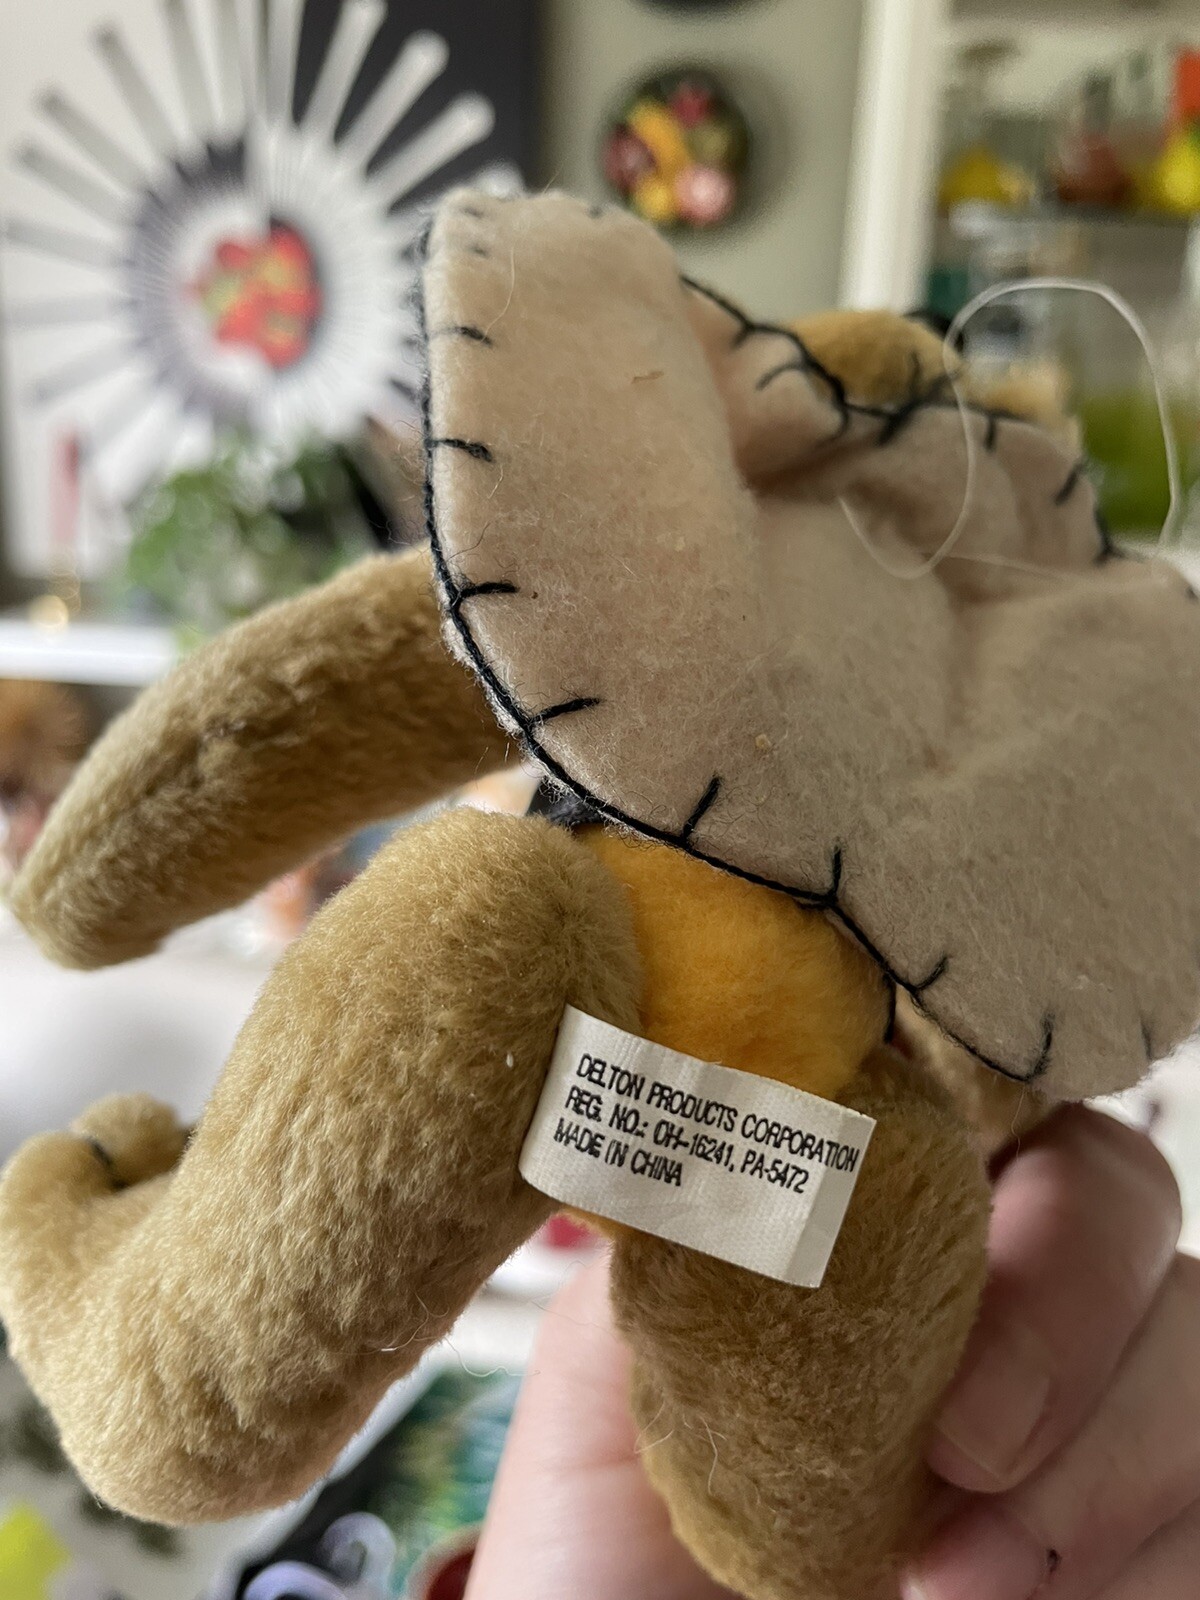 DELTON PRODUCTS CORPORATION
REG. NO.: OH-16241, PA-5472
MADE IN CHINA